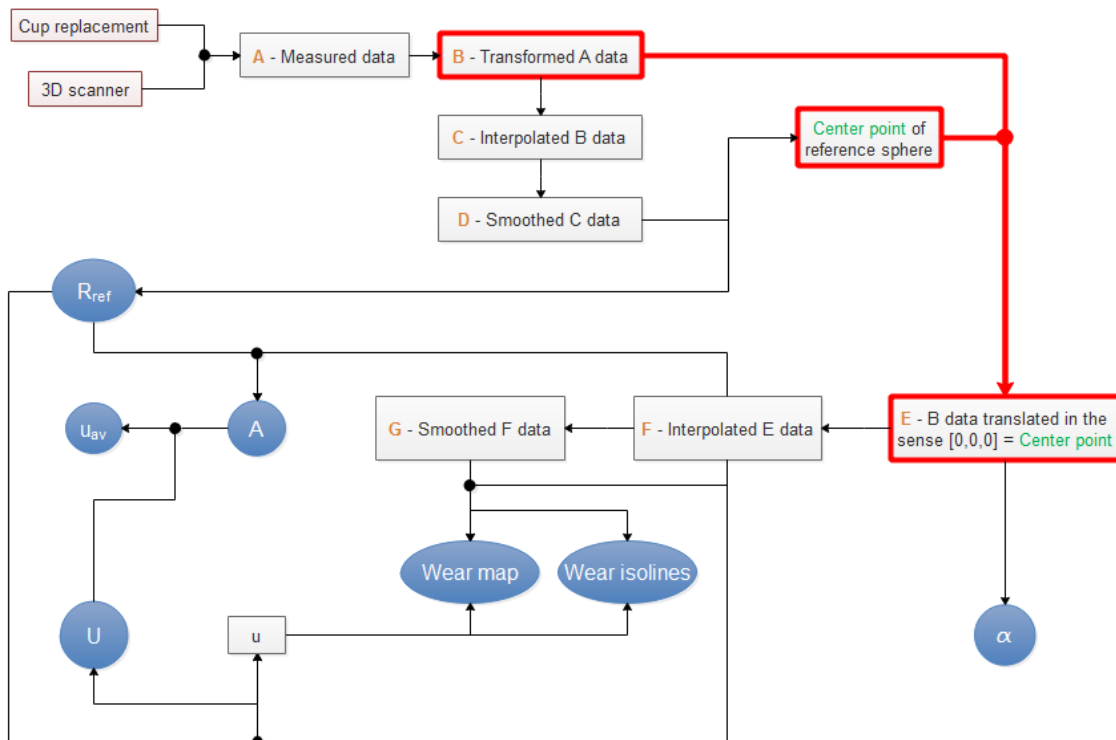 Cup replacement
3D scanner
A - Measured data
B - Transformed A data
C - Interpolated B data
D - Smoothed C data
Center point of
reference sphere
Rref
uav
A
G - Smoothed F data
F - Interpolated E data
E - B data translated in the
sense [0,0,0] = Center point
Wear map
Wear isolines
U
u
α